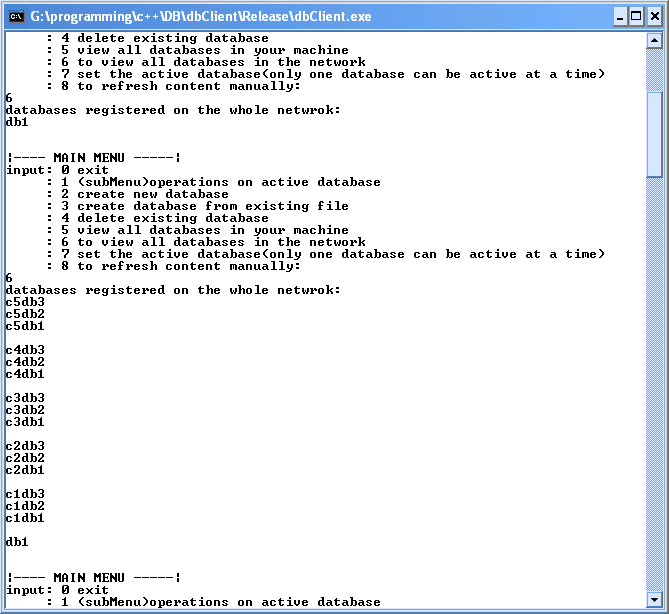 G:\programming\c++\DB\dbClient\Release\dbClient.exe
: 4 delete existing database
: 5 view all databases in your machine
: 6 to view all databases in the network
: 7 set the active database(only one database can be active at a time)
: 8 to refresh content manually:
6
databases registered on the whole netwrok:
db1
¦---- MAIN MENU -----¦
input: 0 exit
: 1 (subMenu)operations on active database
: 2 create new database
: 3 create database from existing file
: 4 delete existing database
: 5 view all databases in your machine
: 6 to view all databases in the network
: 7 set the active database(only one database can be active at a time)
: 8 to refresh content manually:
6
databases registered on the whole netwrok:
c5db3
c5db2
c5db1
c4db3
c4db2
c4db1
c3db3
c3db2
c3db1
c2db3
c2db2
c2db1
c1db3
c1db2
c1db1
db1
¦---- MAIN MENU -----¦
input: 0 exit
: 1 (subMenu)operations on active database